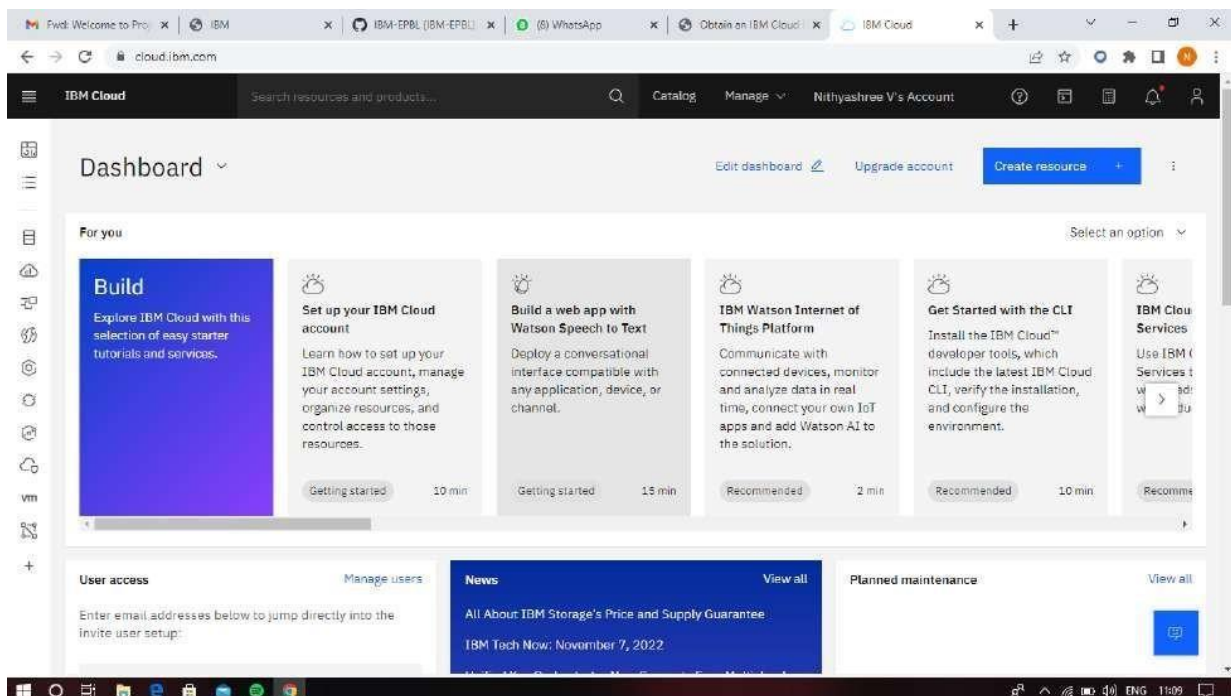 Fwd: Welcome to Proj
IBM
IBM-EPBL (IBM-EPBL)
(8) WhatsApp
Obtain an IBM Cloud
IBM Cloud
cloud.ibm.com
N
IBM Cloud
Search resources and products...
Catalog
Manage
Nithyashree V's Account
Dashboard
Edit dashboard
Upgrade account
Create resource +
For you
Select an option
Build
Explore IBM Cloud with this
selection of easy starter
tutorials and services.
Set up your IBM Cloud
account
Learn how to set up your
IBM Cloud account, manage
your account settings,
organize resources, and
control access to those
resources.
Getting started
10 min
Build a web app with
Watson Speech to Text
Deploy a conversational
interface compatible with
any application, device, or
channel.
Getting started
15 min
IBM Watson Internet of
Things Platform
Communicate with
connected devices, monitor
and analyze data in real
time, connect your own IoT
apps and add Watson AI to
the solution.
Recommended
2 min
Get Started with the CLI
Install the IBM Cloud™
developer tools, which
include the latest IBM Cloud
CLI, verify the installation,
and configure the
environment.
Recommended
10 min
IBM Clou
Services
Use IBM
Services
Recomme
vm
User access
Manage users
Enter email addresses below to jump directly into the
invite user setup:
News
View all
All About IBM Storage's Price and Supply Guarantee
IBM Tech Now: November 7, 2022
Planned maintenance
View all
ENG
11:09